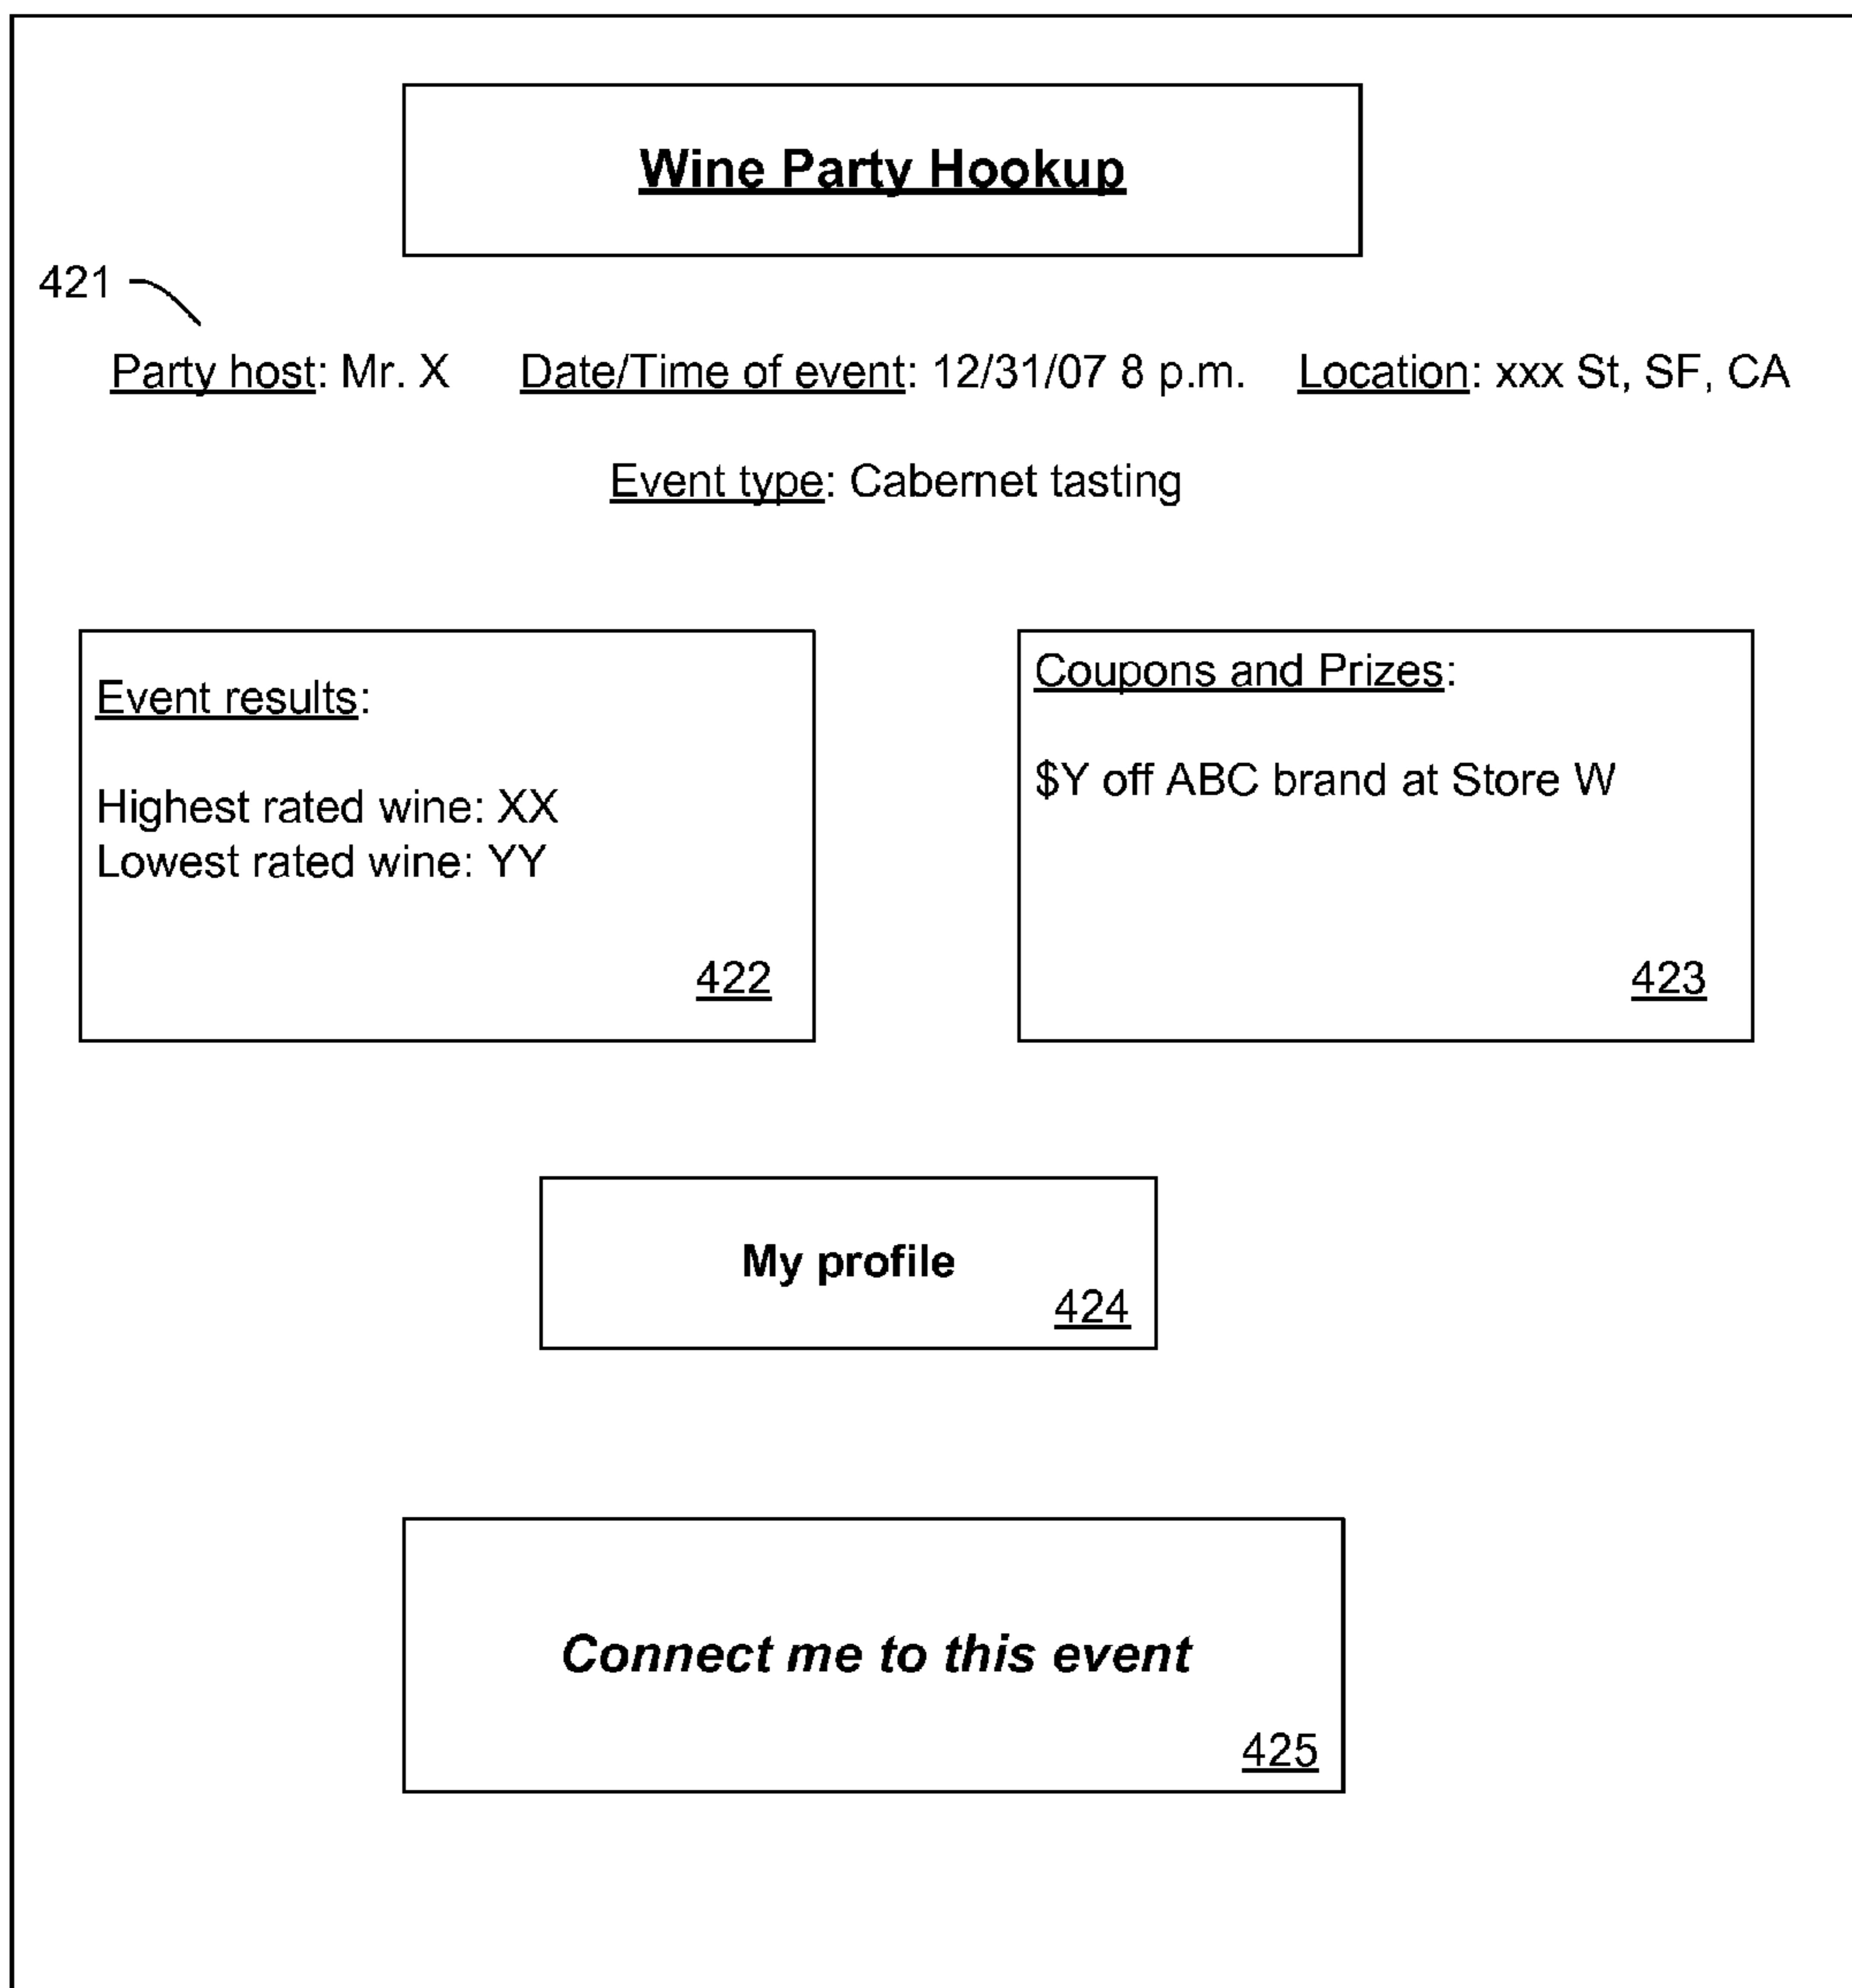 Wine Party Hookup
421
Party host: Mr. X Date/Time of event: 12/31/07 8 p.m. Location: xxx St, SF, CA
Event type: Cabernet tasting
Event results:
Highest rated wine: XX
Lowest rated wine: YY
422
Coupons and Prizes:
$Y off ABC brand at Store W
423
My profile
424
Connect me to this event
425